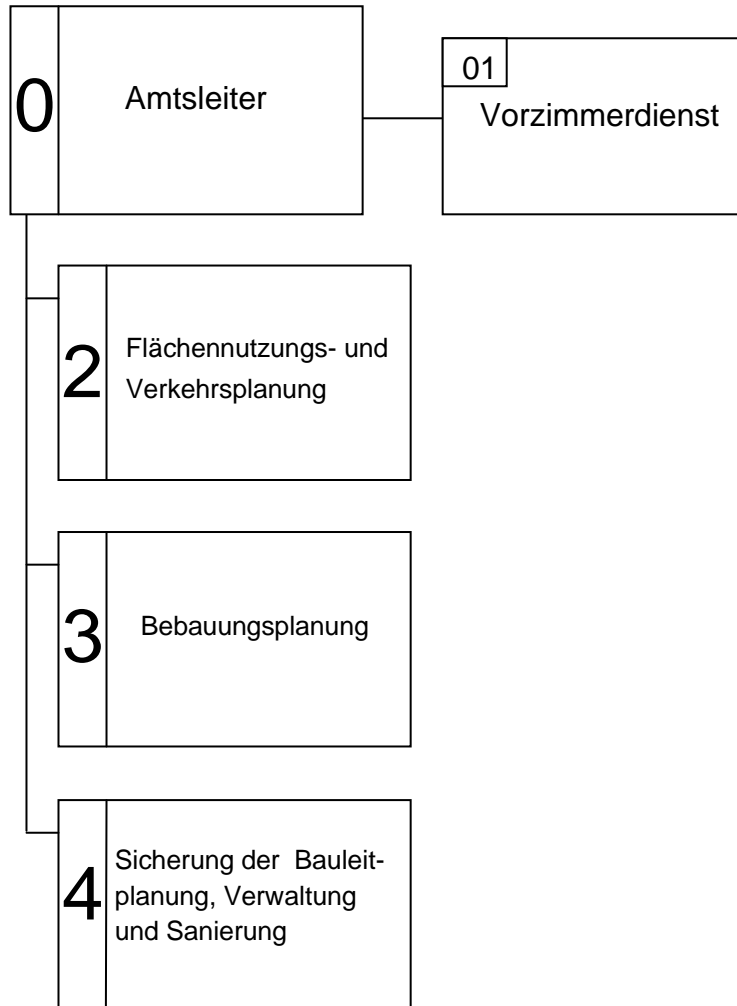 0
Amtsleiter
01
Vorzimmerdienst
2
Flächennutzungs- und
Verkehrsplanung
3
Bebauungsplanung
4
Sicherung der Bauleit-
planung, Verwaltung
und Sanierung